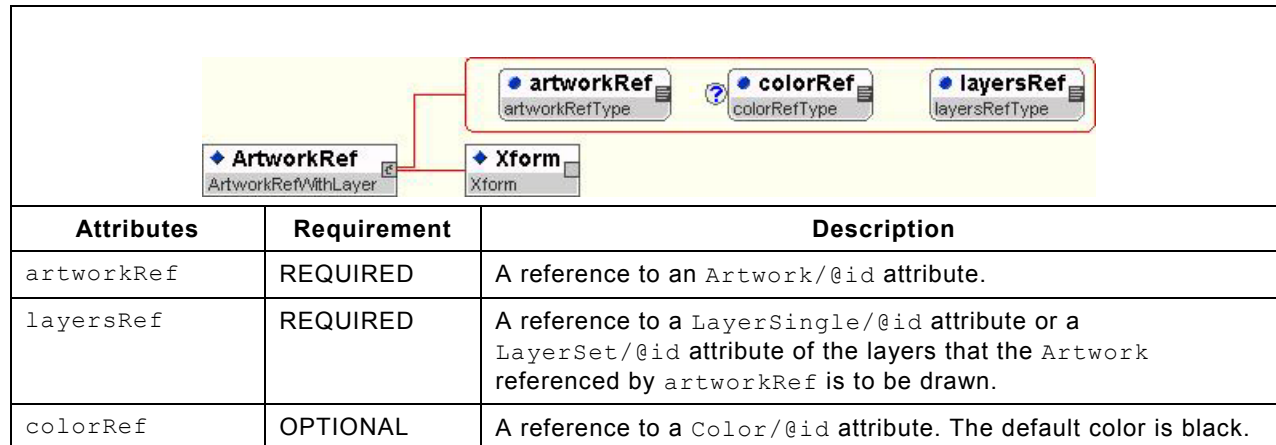 artworkRef colorRef layersRef
artworkRefType ? colorRefType layersRefType
ArtworkRef Xform
ArtworkRefWithLayer Xform
Attributes Requirement Description
artworkRef REQUIRED A reference to an Artwork/@id attribute.
layersRef REQUIRED A reference to a LayerSingle/@id attribute or a
LayerSet/@id attribute of the layers that the Artwork
referenced by artworkRef is to be drawn.
colorRef OPTIONAL A reference to a Color/@id attribute. The default color is black.